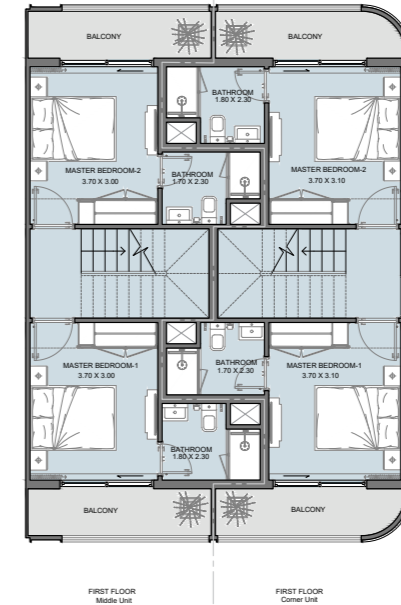 BALCONY
BALCONY
BATHROOM
1.80 X 2.30
MASTER BEDROOM-2
3.70 X 3.00
BATHROOM
1.70 X 2.30
MASTER BEDROOM-2
3.70 X 3.10
MASTER BEDROOM-1
3.70 X 3.00
BATHROOM
1.70 X 2.30
MASTER BEDROOM-1
3.70 X 3.10
BATHROOM
1.80 X 2.30
BALCONY
BALCONY
FIRST FLOOR
Middle Unit
FIRST FLOOR
Corner Unit